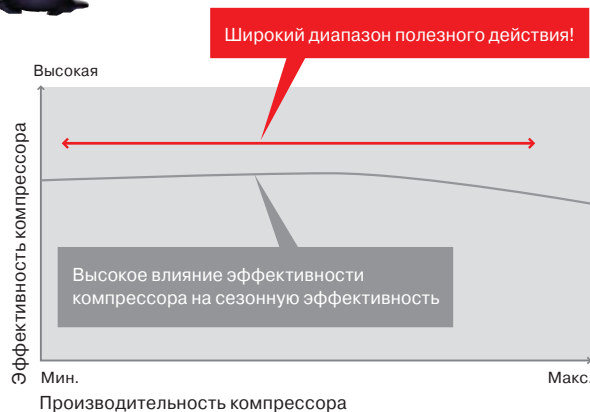 Широкий диапазон полезного действия!
Высокая
Эффективность компрессора
Высокое влияние эффективности
компрессора на сезонную эффективность
Мин.
Макс.
Производительность компрессора